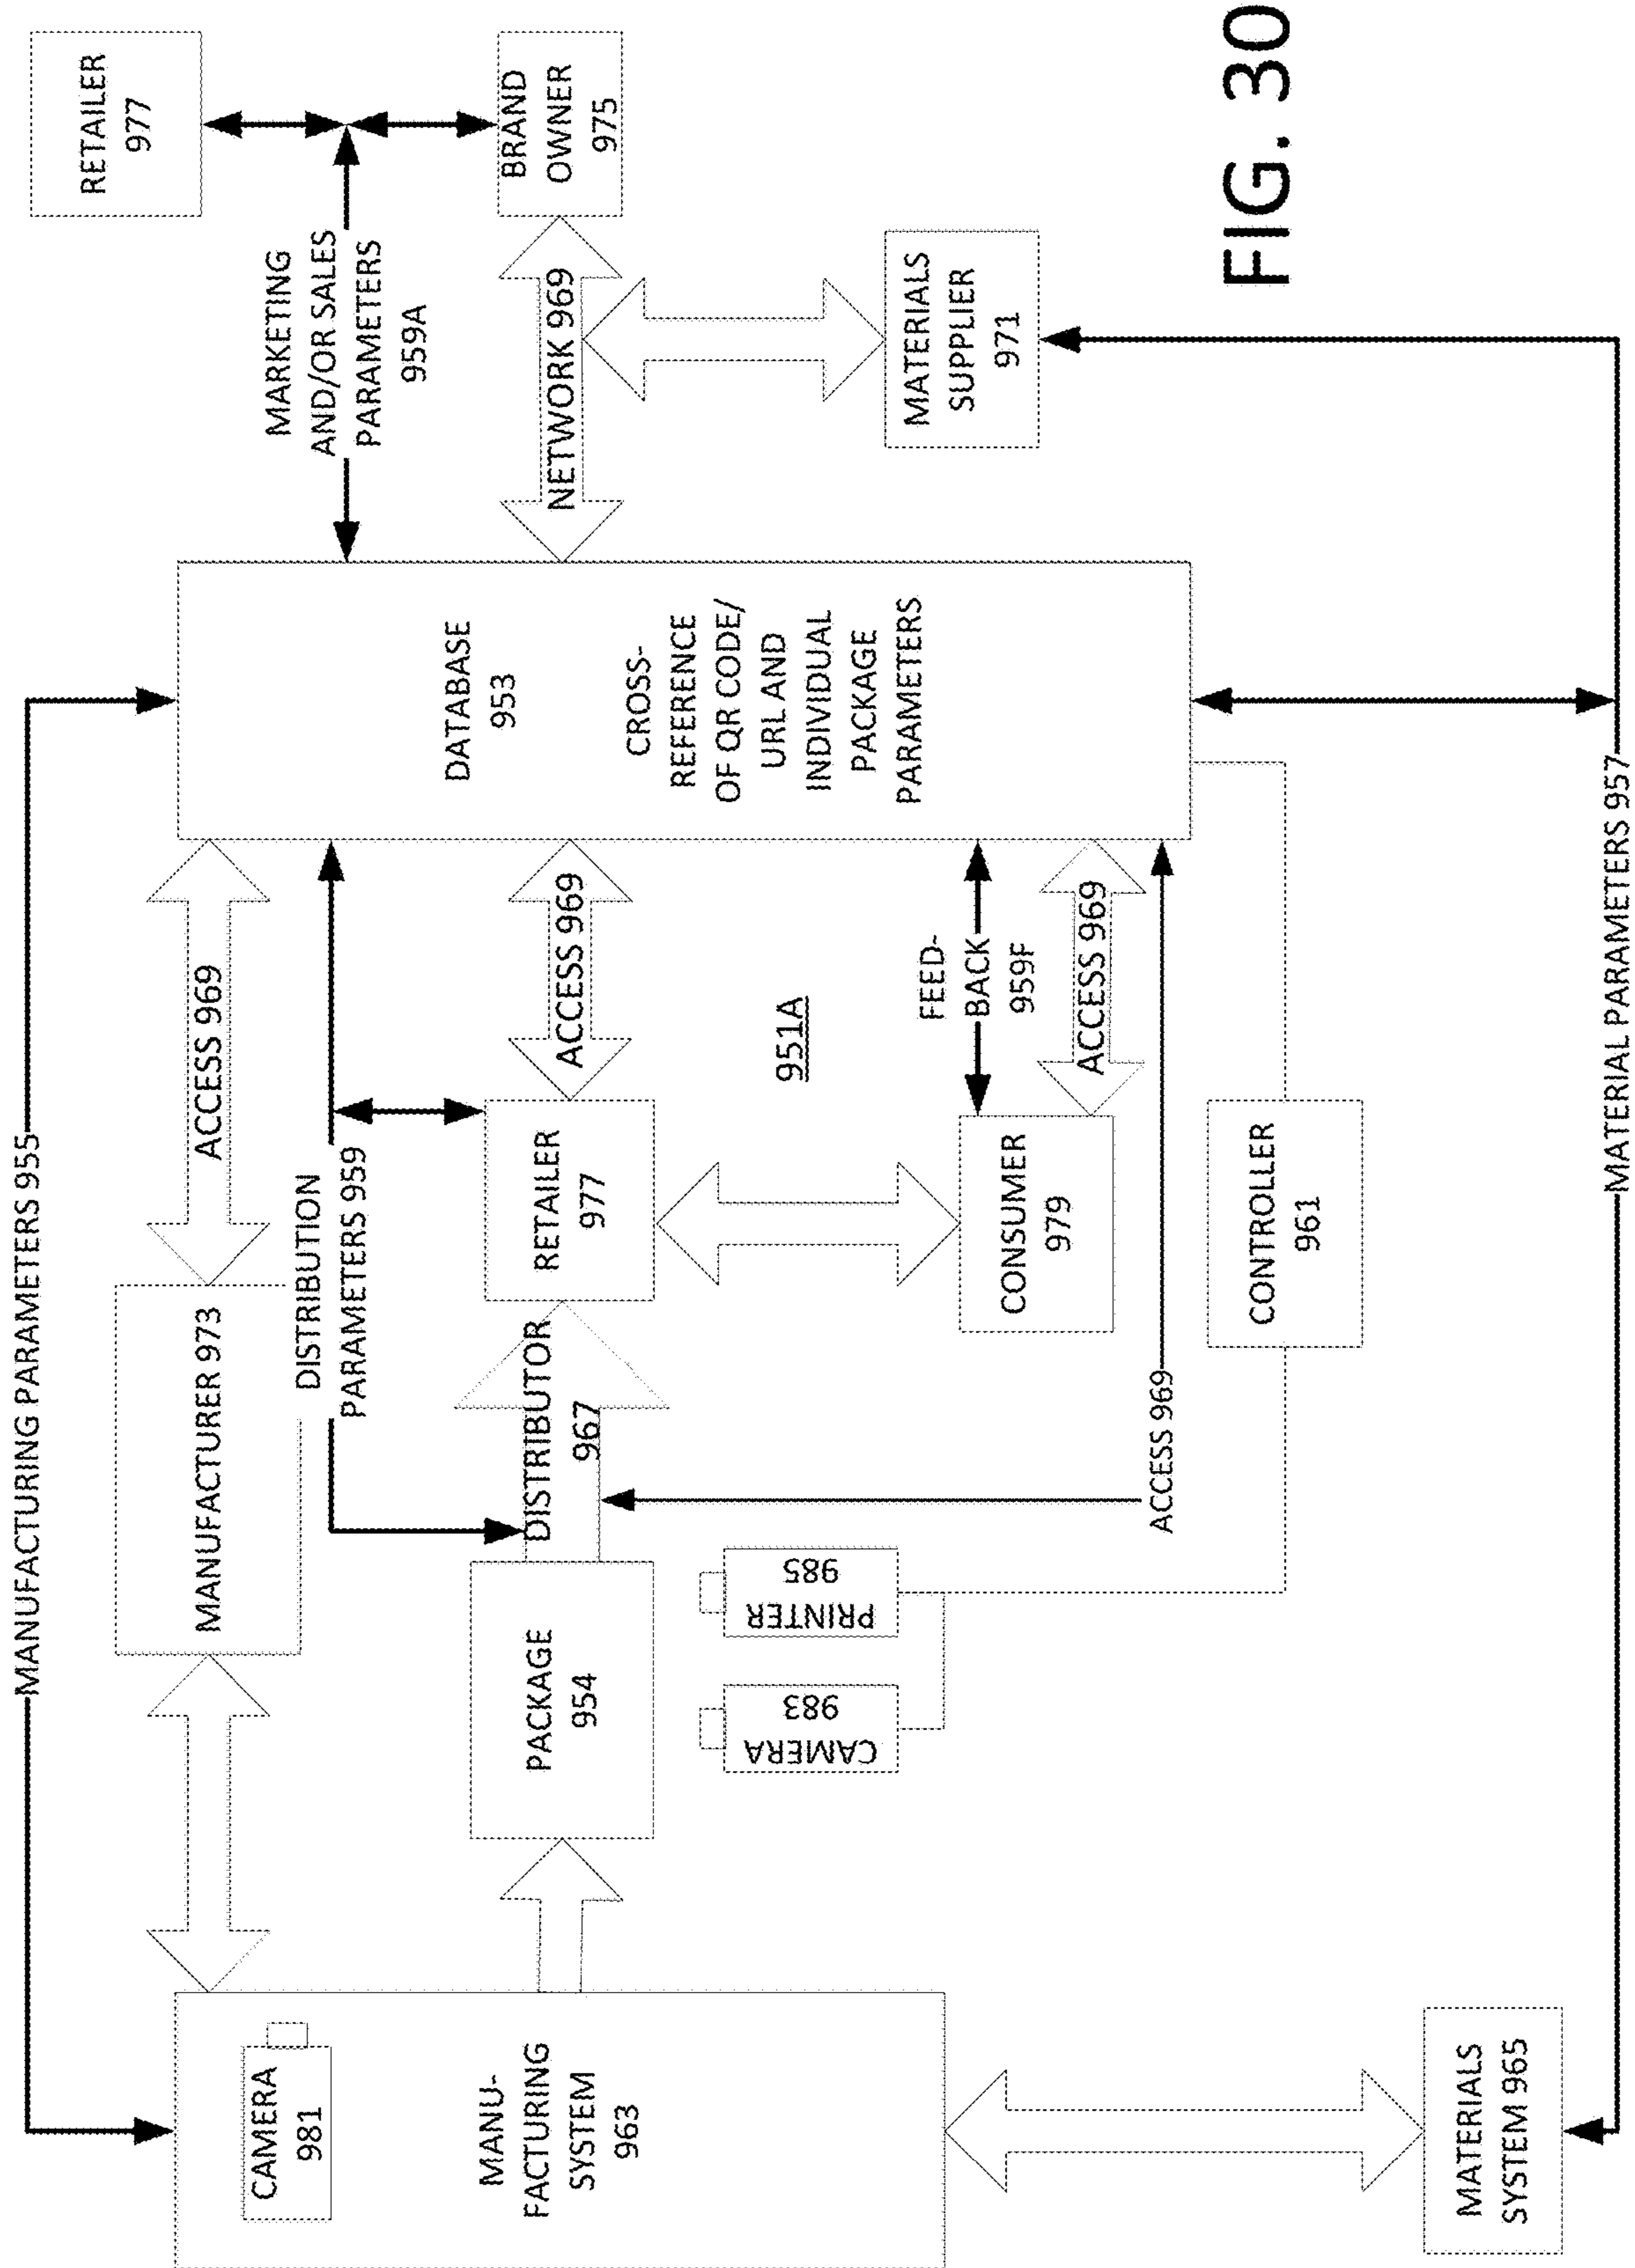 MANUFACTURING PARAMETERS 955
CAMERA
981
MANU-
FACTURING
SYSTEM
963
MANUFACTURER 973
ACCESS 969
DISTRIBUTION
PARAMETERS 959
PACKAGE
954
DISTRIBUTOR
967
RETAILER
977
ACCESS 969
DATABASE
953
CROSS-
REFERENCE
OF QR CODE/
URL AND
INDIVIDUAL
PACKAGE
PARAMETERS
MARKETING
AND/OR SALES
PARAMETERS
959A
RETAILER
977
BRAND
OWNER
975
NETWORK 969
MATERIALS
SUPPLIER
971
951A
CAMERA
983
PRINTER
985
CONSUMER
979
FEED-
BACK
959F
ACCESS 969
ACCESS 969
CONTROLLER
961
MATERIALS
SYSTEM 965
MATERIAL PARAMETERS 957
FIG. 30